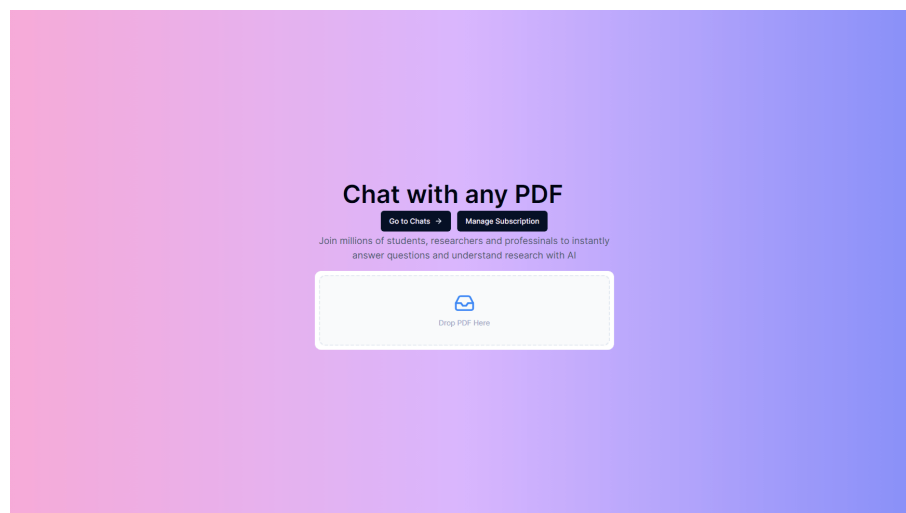 Chat with any PDF
Go to Chats → Manage Subscription
Join millions of students, researchers and professinals to instantly
answer questions and understand research with AI
Drop PDF Here